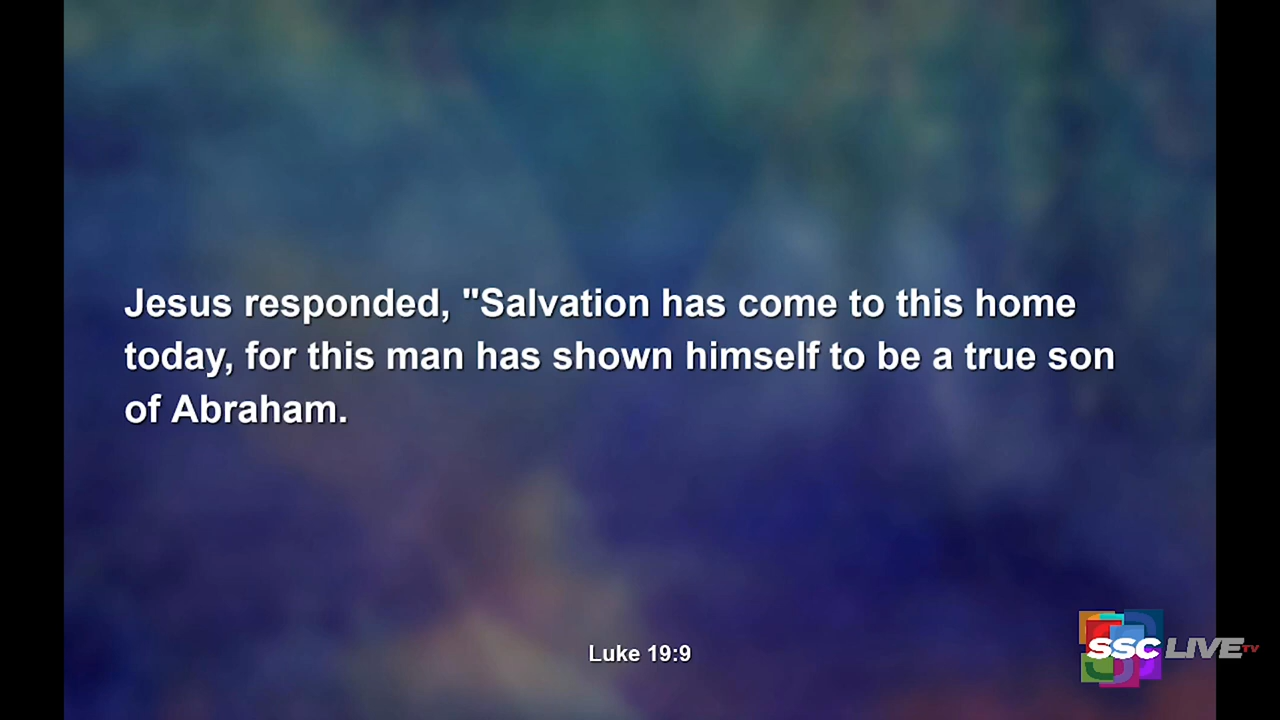 Jesus responded, "Salvation has come to this home
today, for this man has shown himself to be a true son
of Abraham.
Luke 19:9
SSC LIVE TV